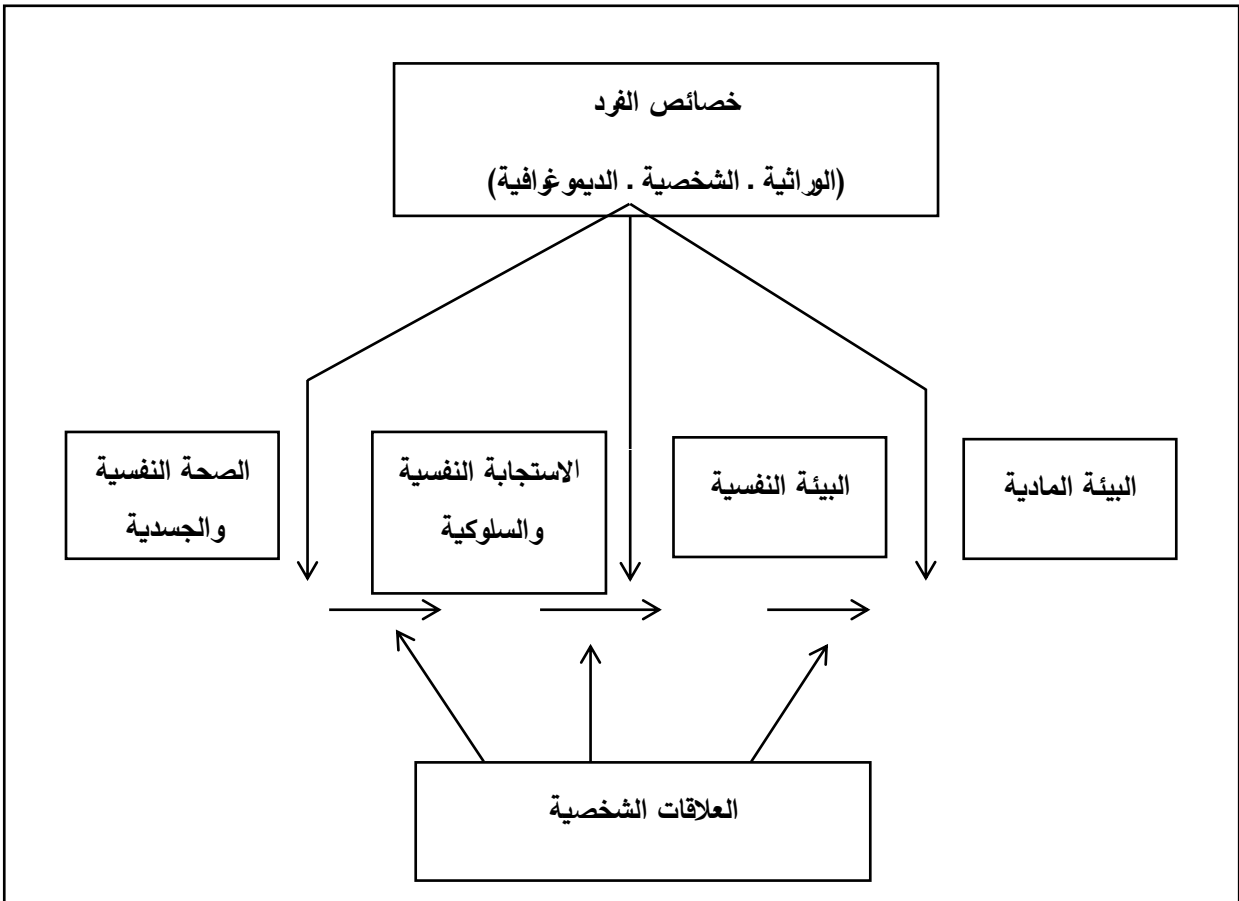 خصائص الفرد
(الوراثية . الشخصية . الديموغرافية)
البيئة المادية
البيئة النفسية
الاستجابة النفسية
والسلوكية
الصحة النفسية
والجسدية
العلاقات الشخصية